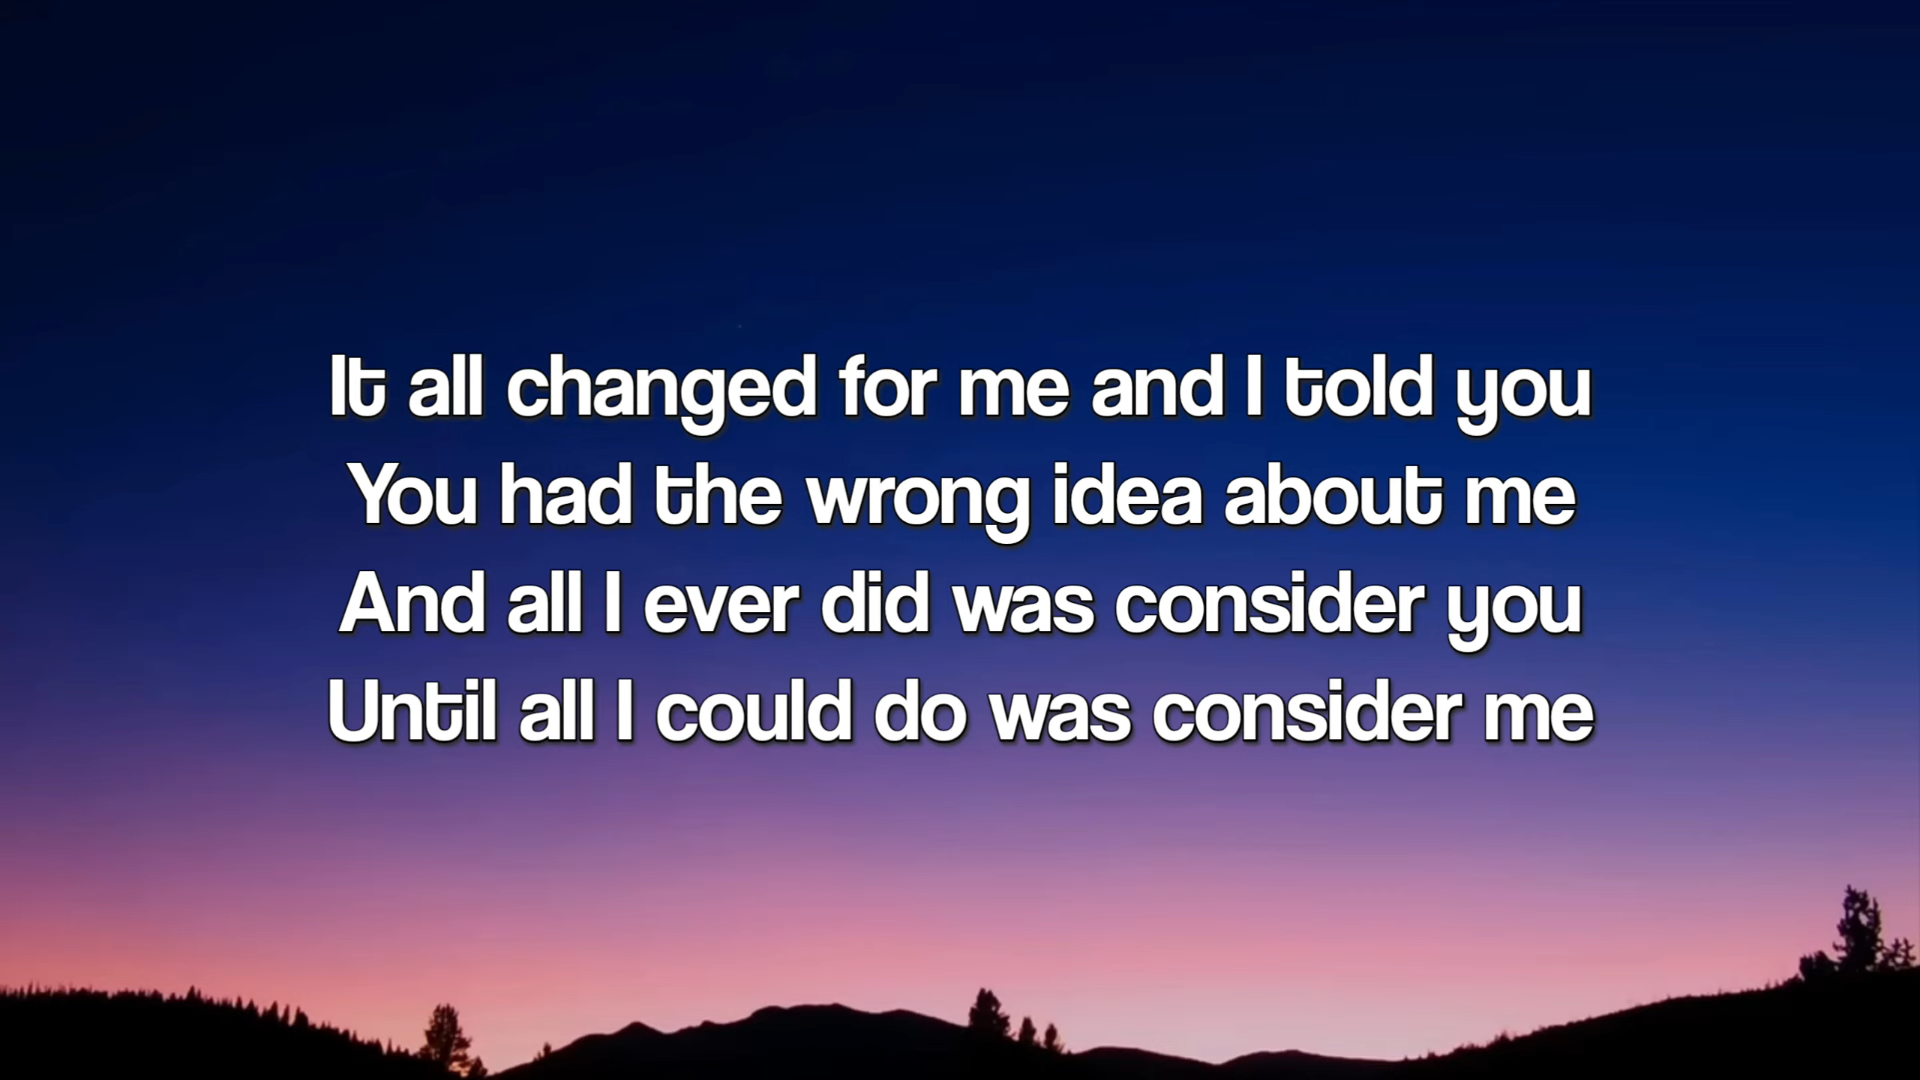 It all changed for me and I told you
You had the wrong idea about me
And all I ever did was consider you
Until all I could do was consider me